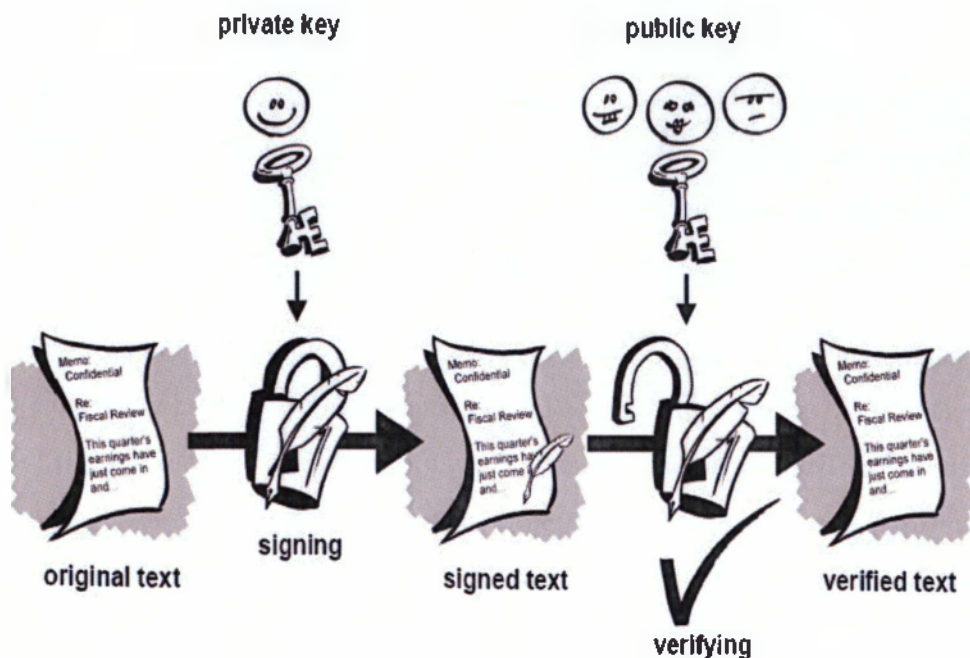 private key
public key
Memo:
Confidential
Re:
Fiscal Review
This quarter's
earnings have
just come in
and...
Memo:
Confidential
Re:
Fiscal Review
This quarter's
earnings have
just come
and...
Memo:
Confidential
Re:
Fiscal Review
This quarter's
earnings have
just come in
and...
signing
original text
signed text
verified text
verifying